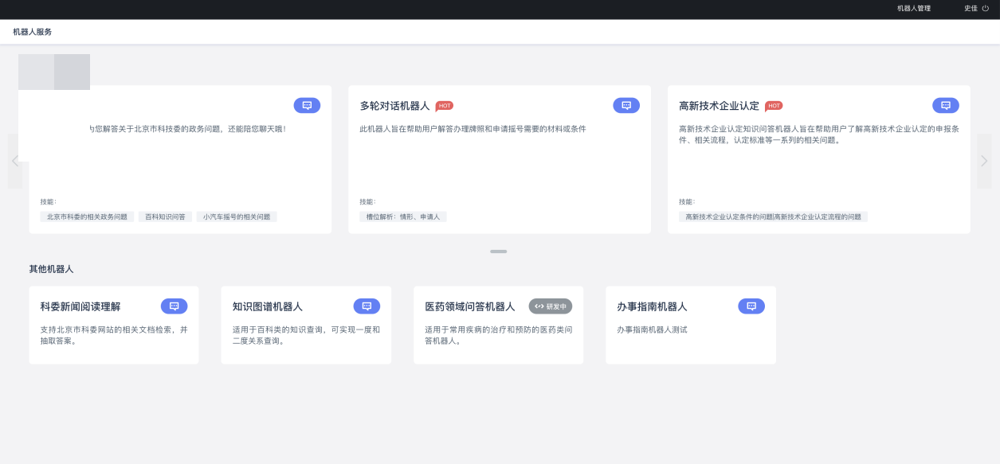 机器人管理
史佳
机器人服务
为您解答关于北京市科技委的政务问题，还能陪您聊天哦！
技能：
北京市科委的相关政务问题
百科知识问答
小汽车摇号的相关问题
多轮对话机器人
HOT
此机器人旨在帮助用户解答办理牌照和申请摇号需要的材料或条件
技能：
槽位解析：情形、申请人
高新技术企业认定
HOT
高新技术企业认定知识问答机器人旨在帮助用户了解高新技术企业认定的申报条
件、相关流程，认定标准等一系列的相关问题。
技能：
高新技术企业认定条件的问题|高新技术企业认定流程的问题
其他机器人
科委新闻阅读理解
支持北京市科委网站的相关文档检索，并
抽取答案。
知识图谱机器人
适用于百科类的知识查询，可实现一度和
二度关系查询。
医药领域问答机器人
研发中
适用于常用疾病的治疗和预防的医药类问
答机器人。
办事指南机器人
办事指南机器人测试